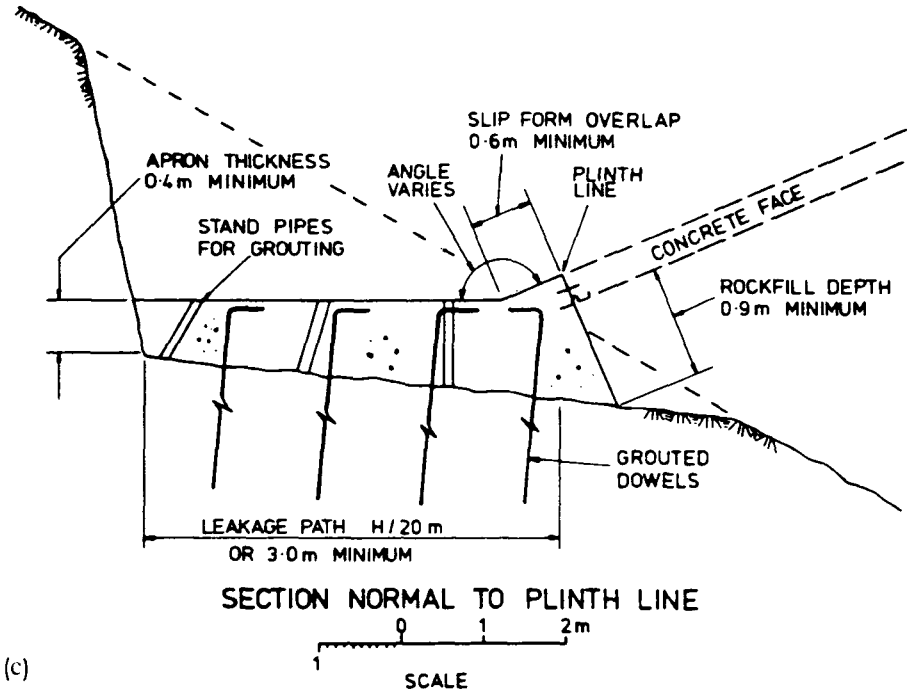 SLIP FORM OVERLAP
0·6m MINIMUM
APRON THICKNESS
0·4m MINIMUM
ANGLE
VARIES
PLINTH
LINE
CONCRETE FACE
STAND PIPES
FOR GROUTING
ROCKFILL DEPTH
0·9m MINIMUM
GROUTED
DOWELS
LEAKAGE PATH H/20 m
OR 3·0m MINIMUM
SECTION NORMAL TO PLINTH LINE
0 1 2m
1
SCALE
(c)